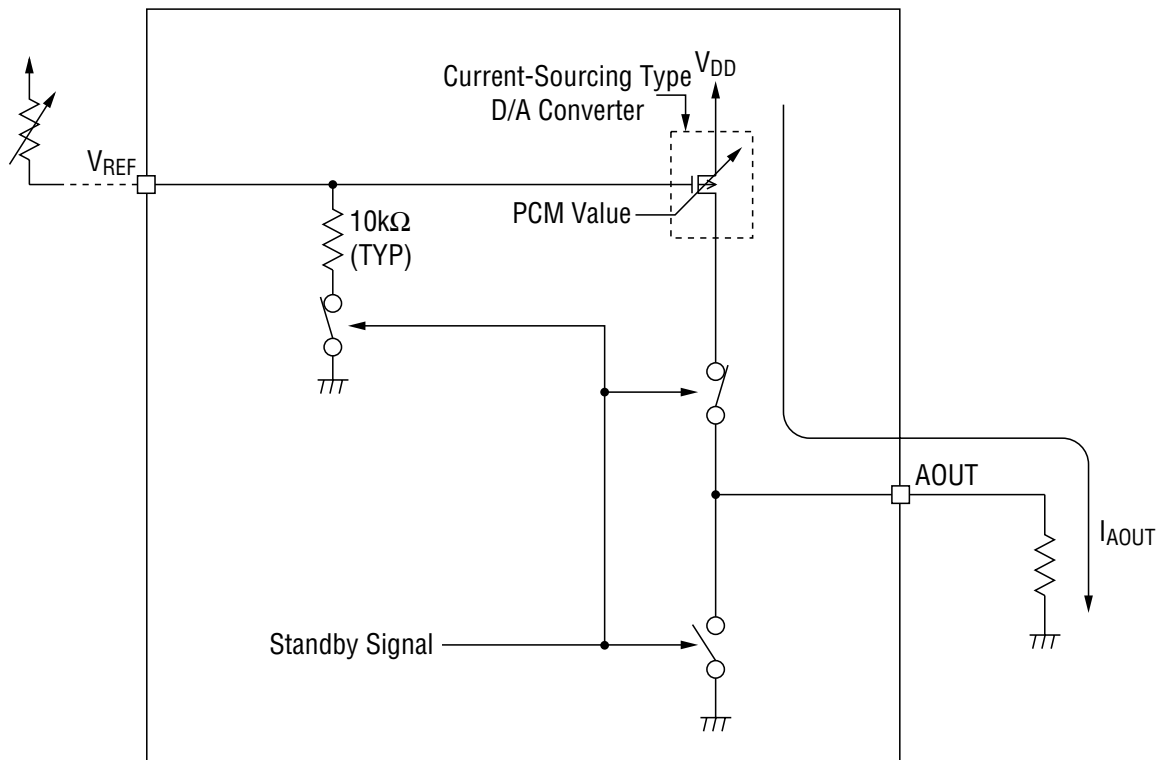 Current-Sourcing Type
D/A Converter
VDD
VREF
10kΩ
(TYP)
PCM Value
AOUT
IAOUT
Standby Signal